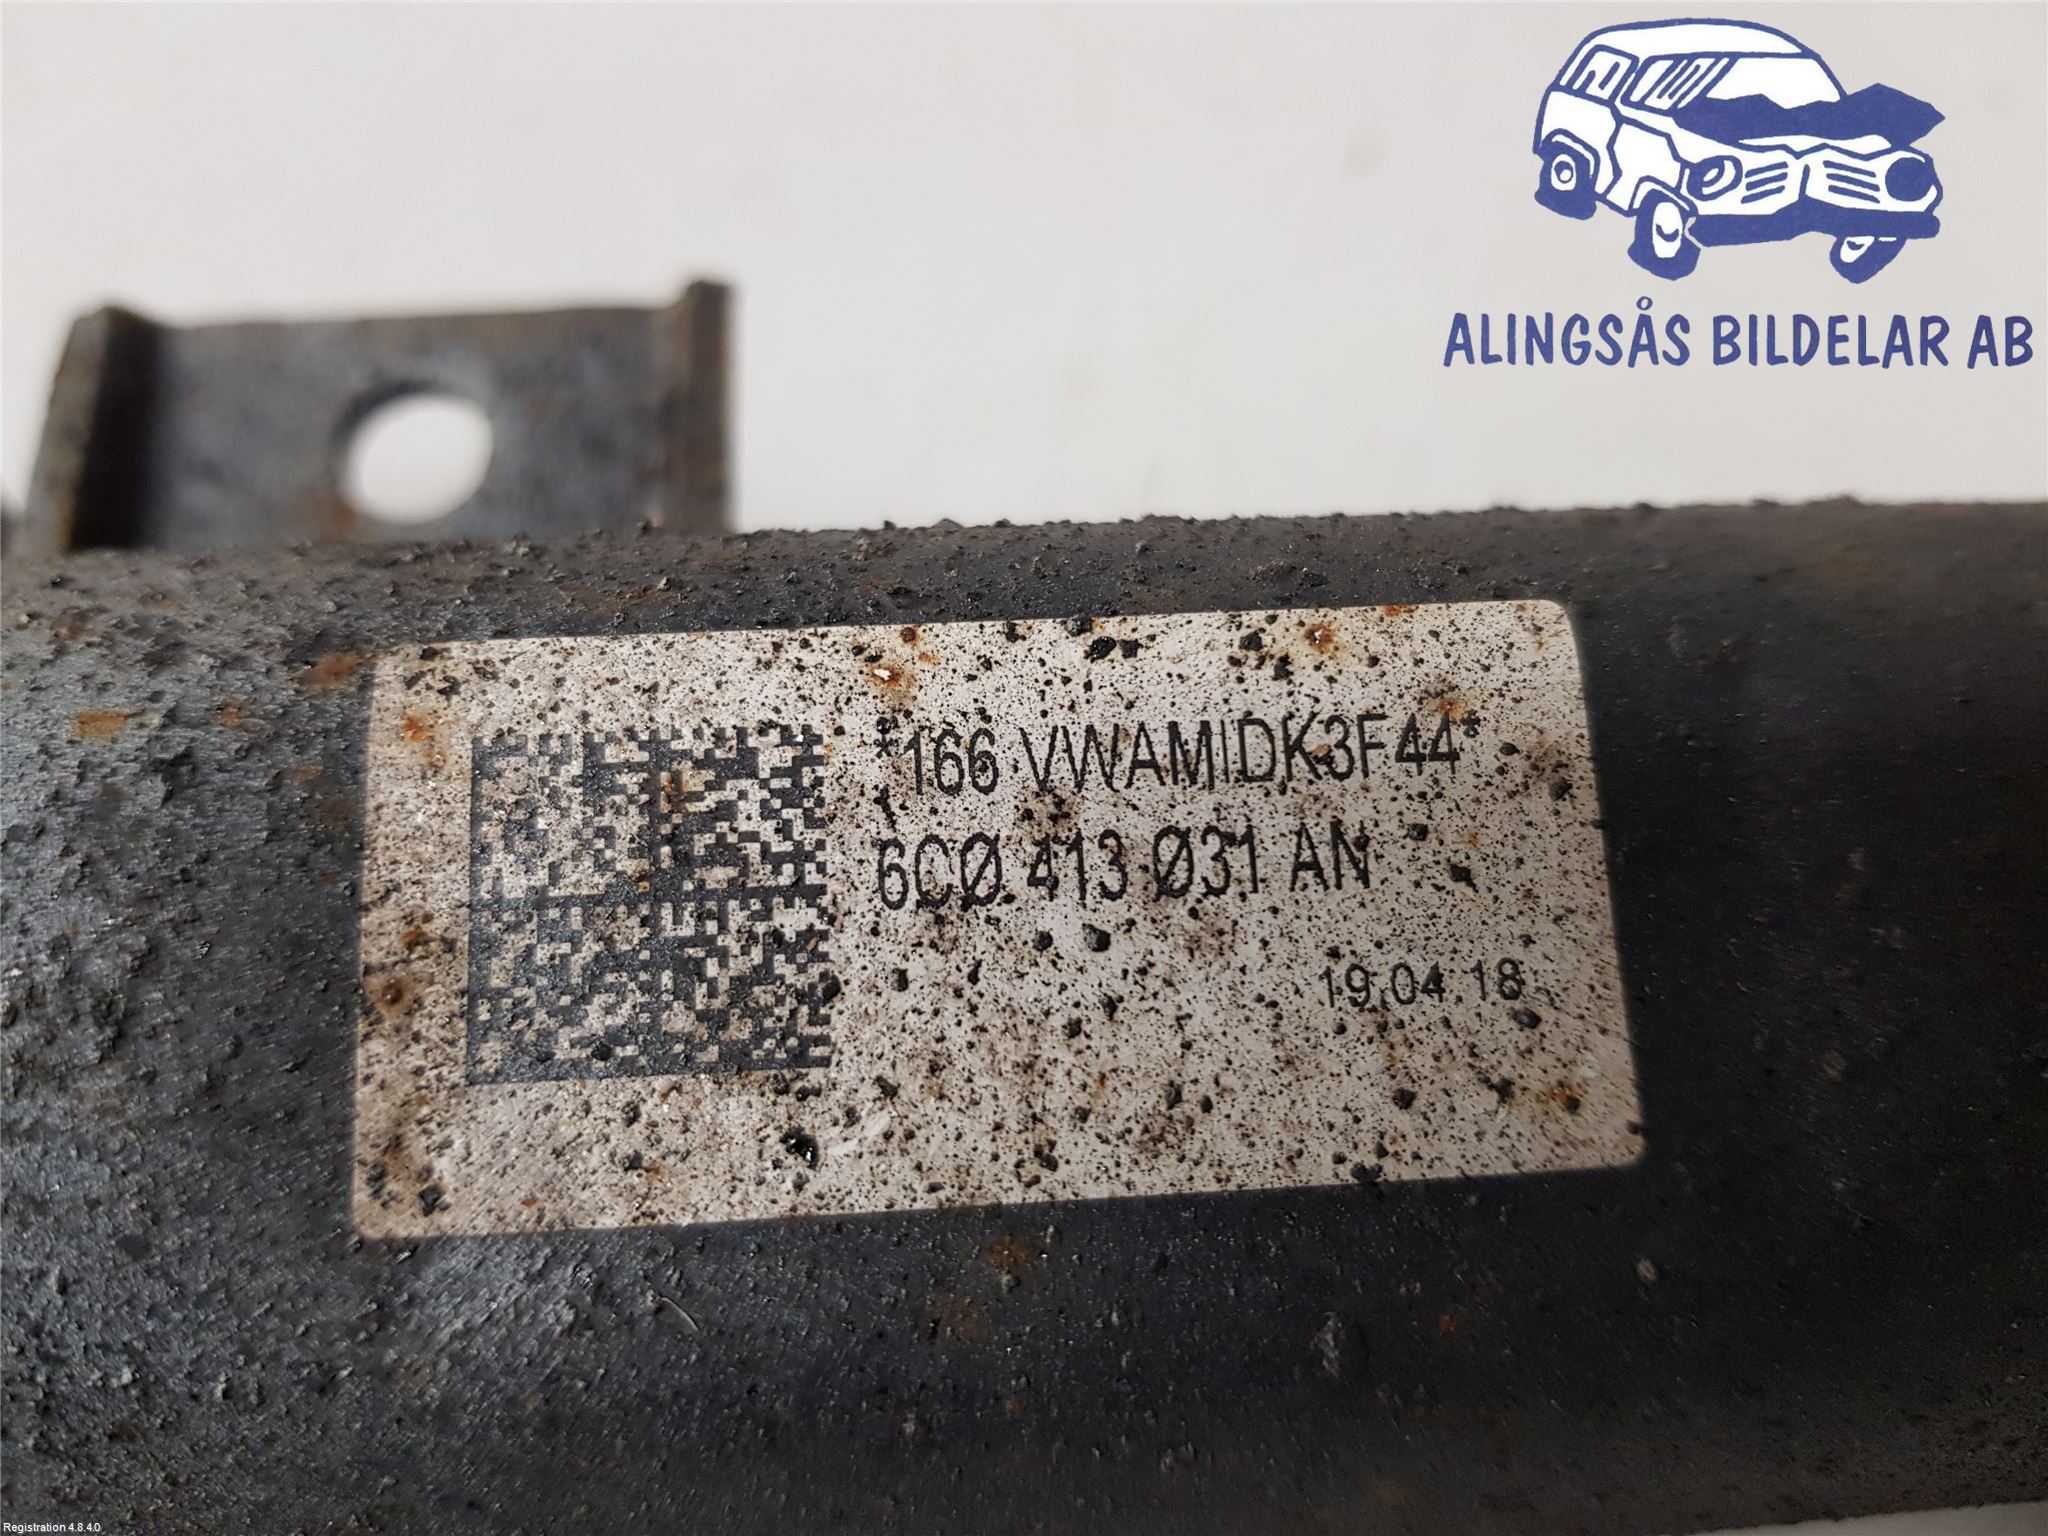 ALINGSÅS BILDELAR AB
*166 VWAMIDK3F44*
6C0 413 031 AN
19.04.18
Registration 4.8.4.0